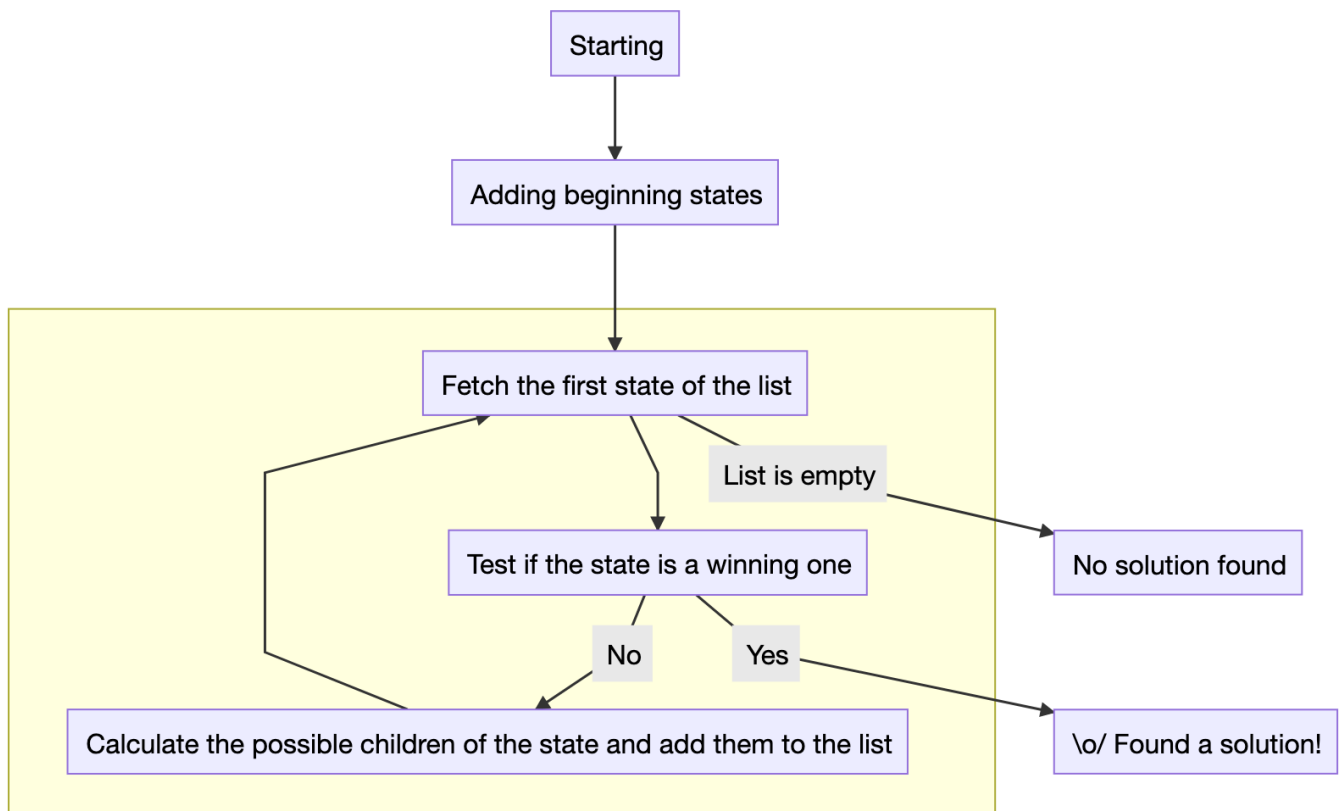 Starting
Adding beginning states
Fetch the first state of the list
List is empty
Test if the state is a winning one
No solution found
No
Yes
Calculate the possible children of the state and add them to the list
\o/ Found a solution!